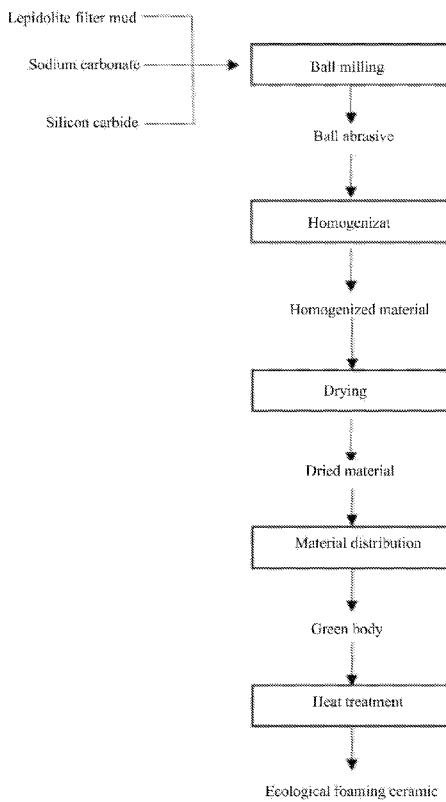 Lepidolite filter mud
Sodium carbonate
Silicon carbide
Ball milling
Ball abrasive
Homogenizat
Homogenized material
Drying
Dried material
Material distribution
Green body
Heat treatment
Ecological foaming ceramic